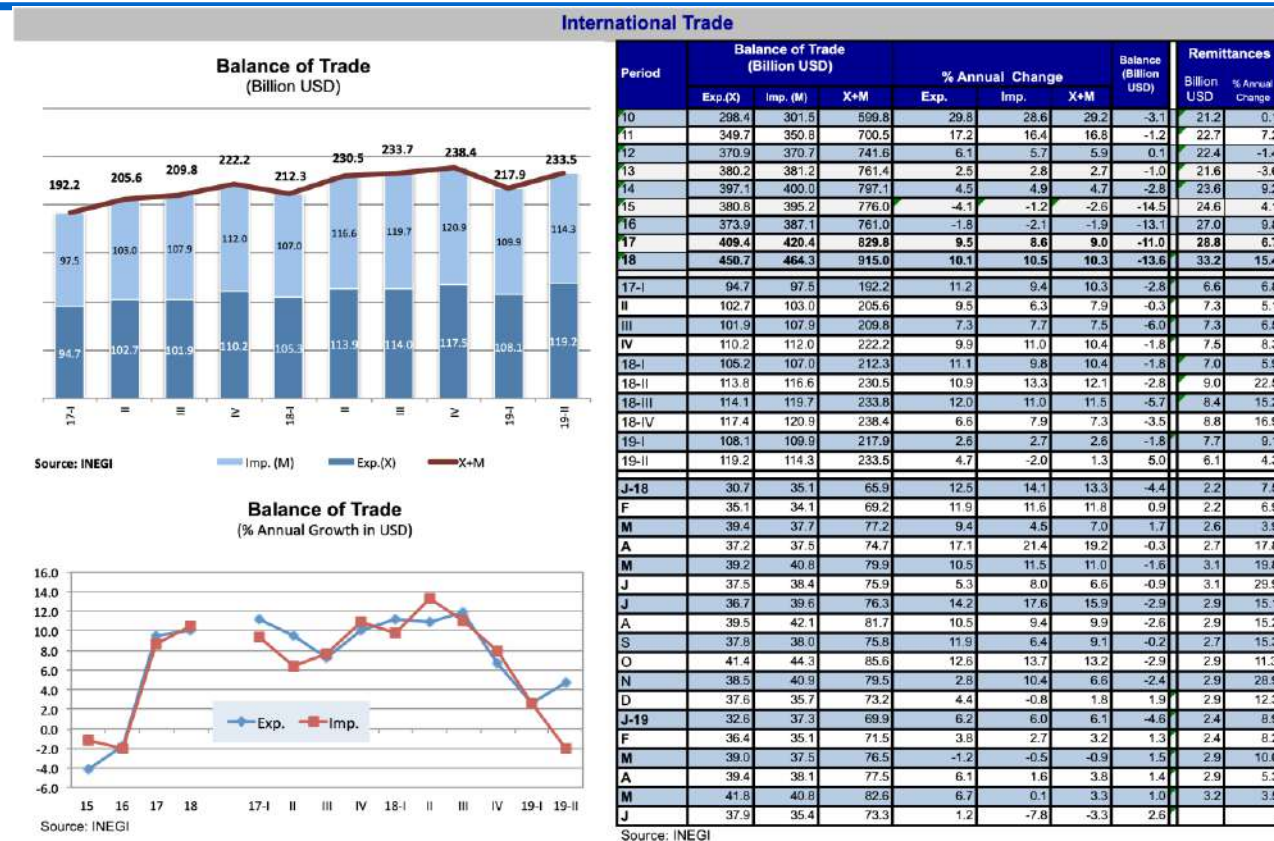 International Trade
Balance of Trade
(Billion USD)
192.2 205.6 209.8 222.2 212.3 230.5 233.7 238.4 217.9 233.5
97.5 103.0 107.9 112.0 107.0 116.6 119.7 120.9 109.9 114.3
94.7 102.7 101.9 110.2 105.3 113.9 114.0 117.5 108.1 119.2
17-I II III IV 18-I II III IV 19-I 19-II
Source: INEGI Imp. (M) Exp.(X) X+M
Balance of Trade
(% Annual Growth in USD)
16.0
14.0
12.0
10.0
8.0
6.0
4.0
2.0
0.0
-2.0
-4.0
-6.0
Exp. Imp.
15 16 17 18 17-I II III IV 18-I II III IV 19-I 19-II
Source: INEGI
Period Balance of Trade (Billion USD) % Annual Change Balance (Billion USD) Remittances
Exp.(X) Imp. (M) X+M Exp. Imp. X+M Billion USD % Annual Change
10 298.4 301.5 599.8 29.8 28.6 29.2 -3.1 21.2
11 349.7 350.8 700.5 17.2 16.4 16.8 -1.2 22.7
12 370.9 370.7 741.6 6.1 5.7 5.9 0.1 22.4
13 380.2 381.2 761.4 2.5 2.8 2.7 -1.0 21.6
14 397.1 400.0 797.1 4.5 4.9 4.7 -2.8 23.6
15 380.8 395.2 776.0 -4.1 -1.2 -2.6 -14.5 24.6
16 373.9 387.1 761.0 -1.8 -2.1 -1.9 -13.1 27.0
17 409.4 420.4 829.8 9.5 8.6 9.0 -11.0 28.8
18 450.7 464.3 915.0 10.1 10.5 10.3 -13.6 33.2
17-I 94.7 97.5 192.2 11.2 9.4 10.3 -2.8 6.6
II 102.7 103.0 205.6 9.5 6.3 7.9 -0.3 7.3
III 101.9 107.9 209.8 7.3 7.7 7.5 -6.0 7.3
IV 110.2 112.0 222.2 9.9 11.0 10.4 -1.8 7.5
18-I 105.2 107.0 212.3 11.1 9.8 10.4 -1.8 7.0
18-II 113.8 116.6 230.5 10.9 13.3 12.1 -2.8 9.0
18-III 114.1 119.7 233.8 12.0 11.0 11.5 -5.7 8.4
18-IV 117.4 120.9 238.4 6.6 7.9 7.3 -3.5 8.8
19-I 108.1 109.9 217.9 2.6 2.7 2.6 -1.8 7.7
19-II 119.2 114.3 233.5 4.7 -2.0 1.3 5.0 6.1
J-18 30.7 35.1 65.9 12.5 14.1 13.3 -4.4 2.2
F 35.1 34.1 69.2 11.9 11.6 11.8 0.9 2.2
M 39.4 37.7 77.2 9.4 4.5 7.0 1.7 2.6
A 37.2 37.5 74.7 17.1 21.4 19.2 -0.3 2.7
M 39.2 40.8 79.9 10.5 11.5 11.0 -1.6 3.1
J 37.5 38.4 75.9 5.3 8.0 6.6 -0.9 3.1
J 36.7 39.6 76.3 14.2 17.6 15.9 -2.9 2.9
A 39.5 42.1 81.7 10.5 9.4 9.9 -2.6 2.9
S 37.8 38.0 75.8 11.9 6.4 9.1 -0.2 2.7
O 41.4 44.3 85.6 12.6 13.7 13.2 -2.9 2.9
N 38.5 40.9 79.5 2.8 10.4 6.6 -2.4 2.9
D 37.6 35.7 73.2 4.4 -0.8 1.8 1.9 2.9
J-19 32.6 37.3 69.9 6.2 6.0 6.1 -4.6 2.4
F 36.4 35.1 71.5 3.8 2.7 3.2 1.3 2.4
M 39.0 37.5 76.5 -1.2 -0.5 -0.9 1.5 2.9
A 39.4 38.1 77.5 6.1 1.6 3.8 1.4 2.9
M 41.8 40.8 82.6 6.7 0.1 3.3 1.0 3.2
J 37.9 35.4 73.3 1.2 -7.8 -3.3 2.6
Source: INEGI